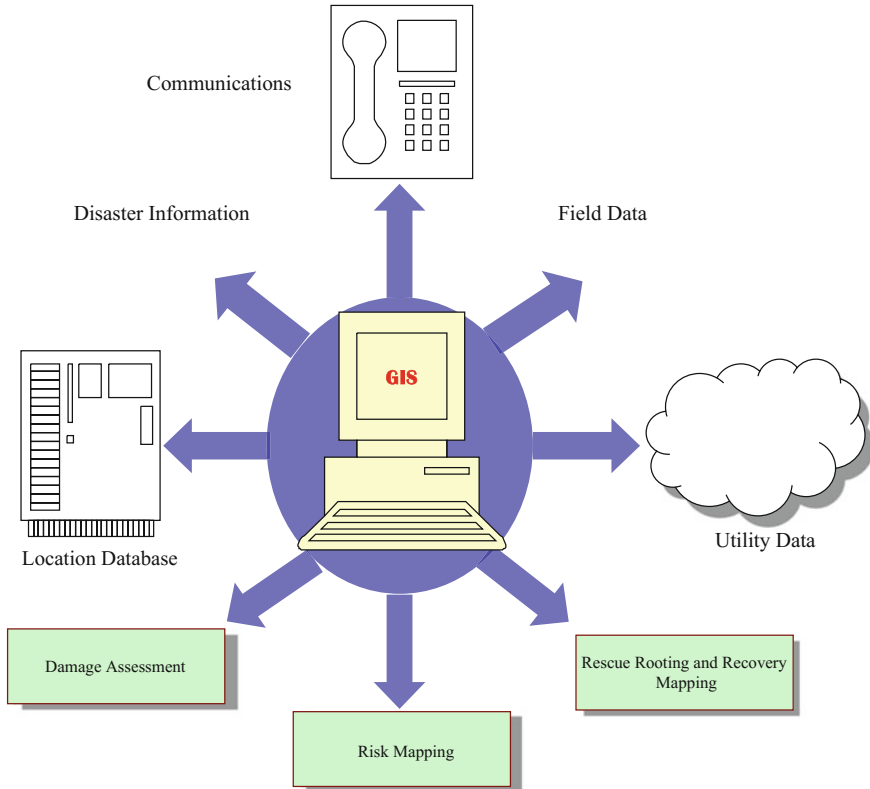 Communications
Disaster Information
Field Data
GIS
Location Database
Utility Data
Damage Assessment
Rescue Rooting and Recovery
Mapping
Risk Mapping